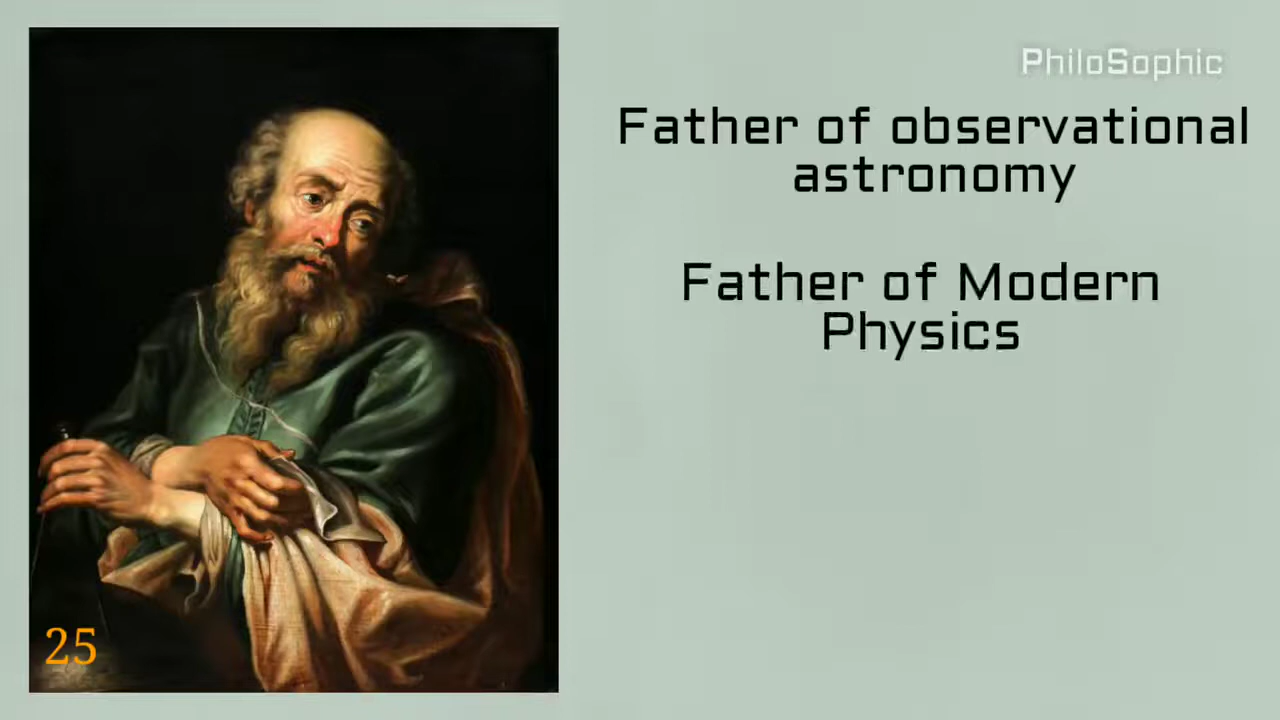 PhiloSophic
Father of observational
astronomy
Father of Modern
Physics
25